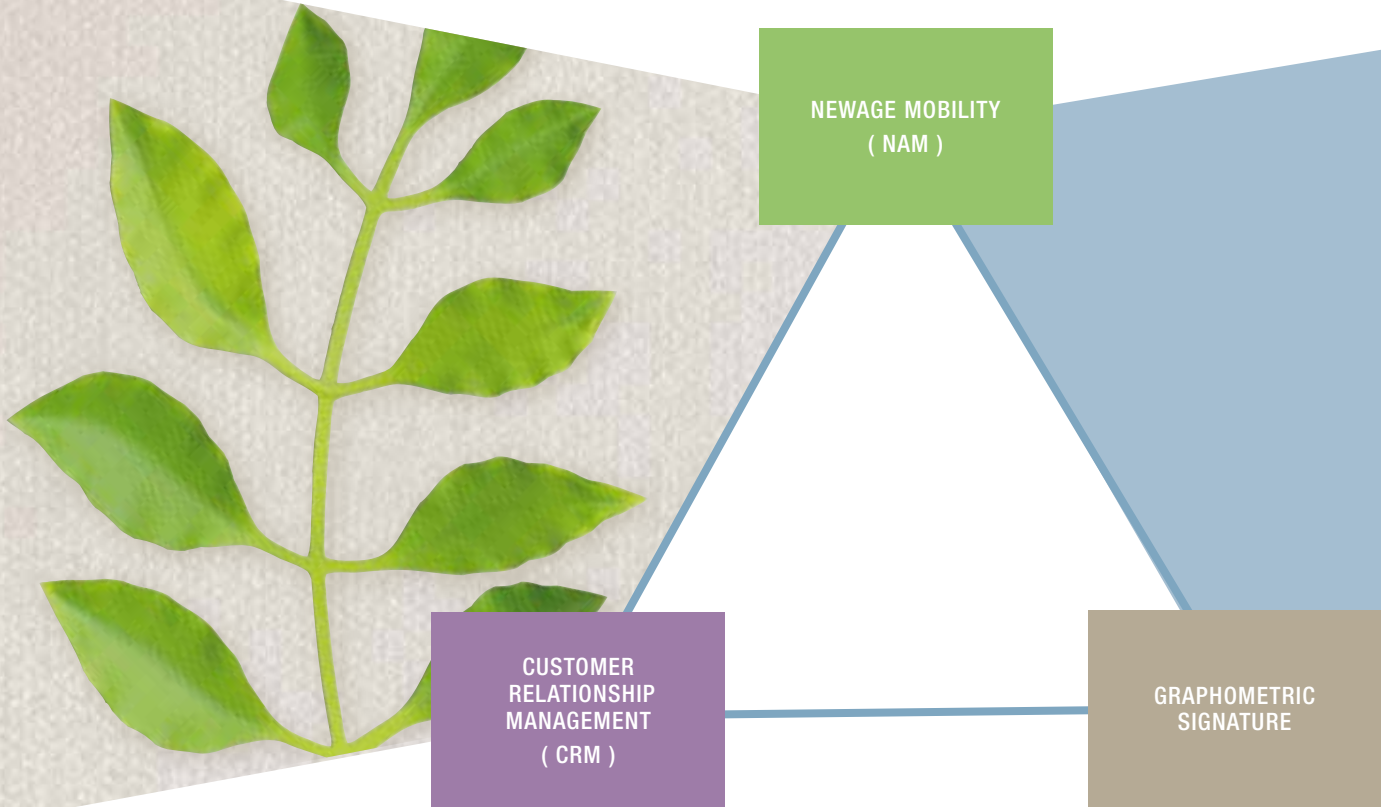 NEWAGE MOBILITY
( NAM )
CUSTOMER
RELATIONSHIP
MANAGEMENT
( CRM )
GRAPHOMETRIC
SIGNATURE